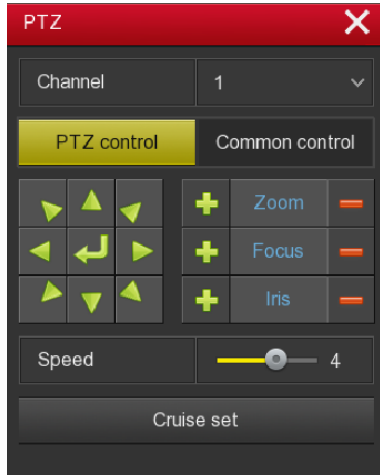 PTZ
Channel 1
PTZ control Common control
Zoom
Focus
Iris
Speed 4
Cruise set